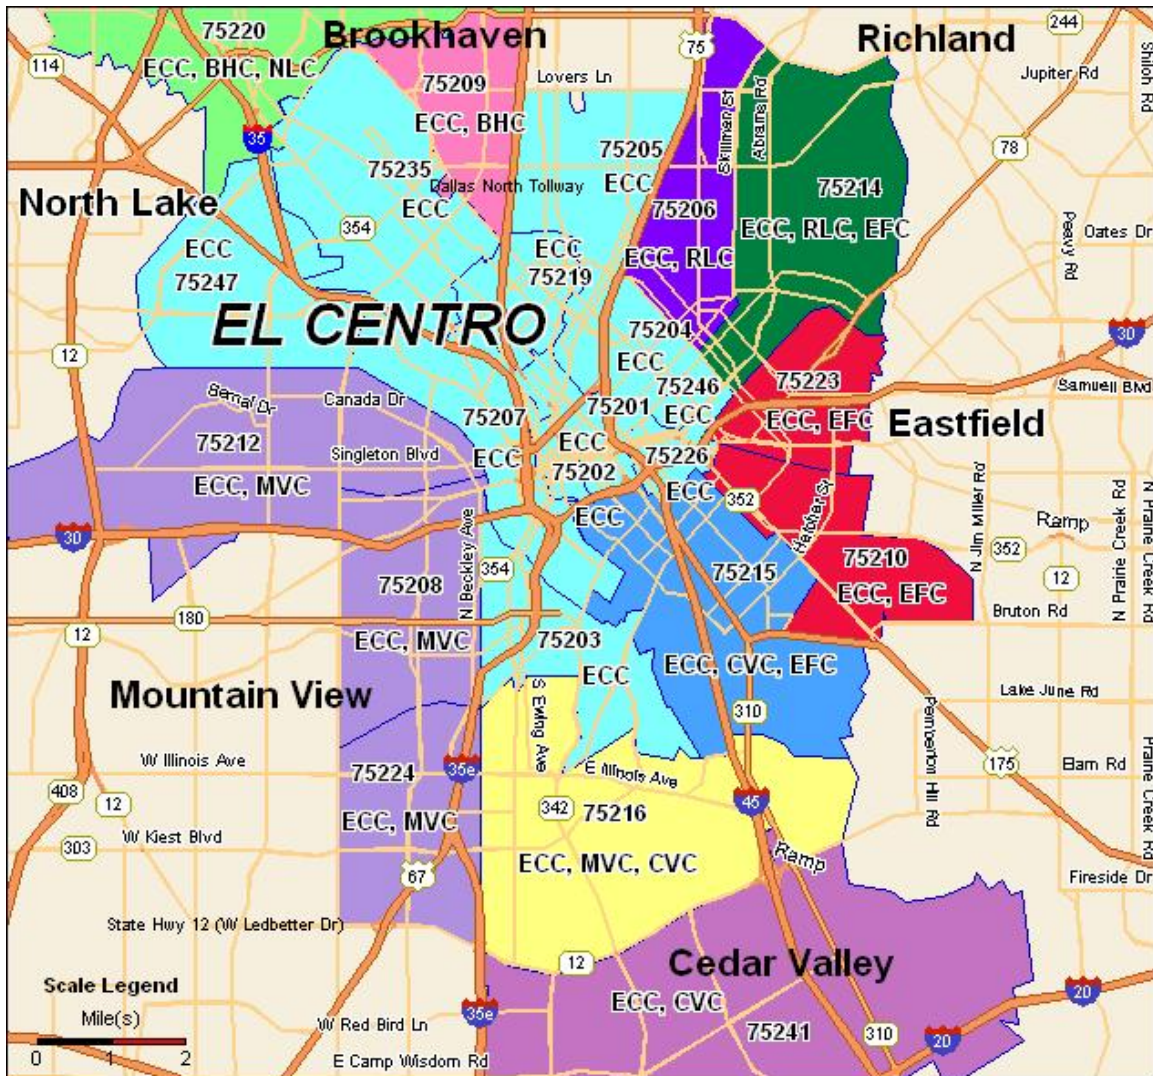 75220
Brookhaven
Richland
244
75
114
ECC, BHC, NLC
75209
Lovers Ln
Jupiter Rd
Shiloh Rd
ECC, BHC
Skillman St
Abrams Rd
35
78
75235
75205
North Lake
Dallas North Tollway
ECC
ECC
75206
75214
354
ECC, RLC, EFC
Peavy Rd
Oates Dr
ECC
75247
ECC
75219
ECC, RLC
EL CENTRO
75204
30
12
ECC
75246
75223
Samuell Blvd
Bernal Dr
Canada Dr
75207
75201
ECC
ECC, EFC
Eastfield
75212
Singleton Blvd
ECC
ECC
75226
75202
ECC, MVC
ECC
352
N Jim Miller Rd
N Prairie Creek Rd
N Prairie Creek Rd
30
N Beckley Ave
ECC
Hatcher St
Ramp
352
75208
354
75215
75210
12
ECC, EFC
Bruton Rd
180
12
ECC, MVC
75203
ECC
ECC, CVC, EFC
Mountain View
S Ewing Ave
Lake June Rd
310
Pemberton Hill Rd
Prairie Creek Rd
W Illinois Ave
75224
35e
E Illinois Ave
175
Elam Rd
408
12
342
75216
45
W Kiest Blvd
303
ECC, MVC
ECC, MVC, CVC
Ramp
67
Fireside Dr
State Hwy 12 (W Ledbetter Dr)
12
Cedar Valley
Scale Legend
Mile(s)
0 1 2
W Red Bird Ln
35e
ECC, CVC
75241
310
20
20
E Camp Wisdom Rd